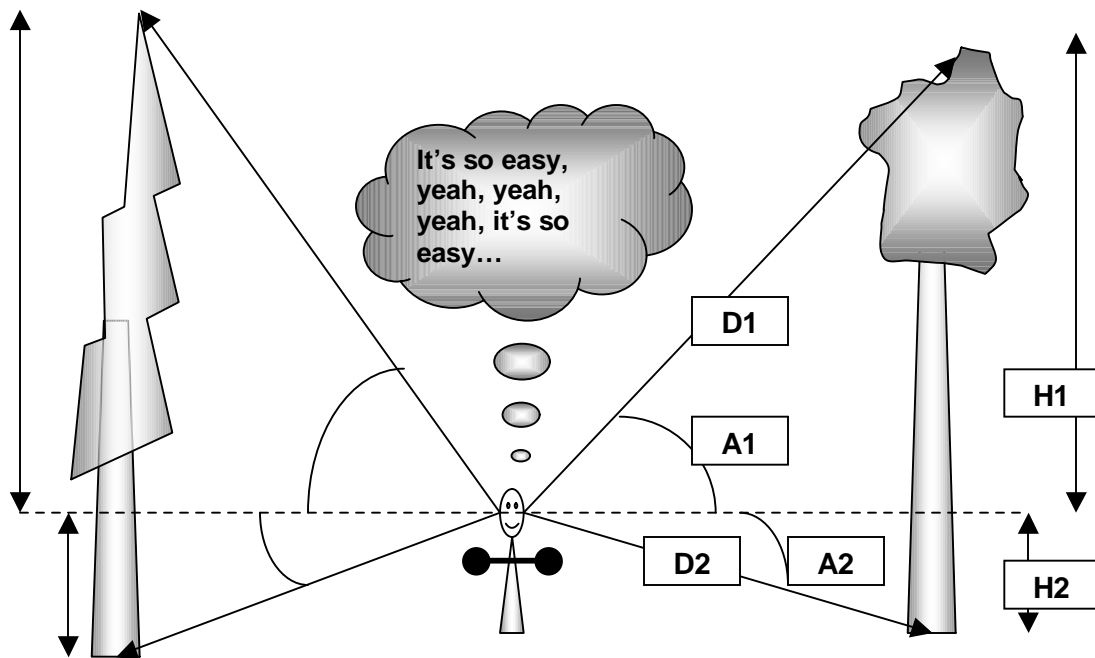 It's so easy,
yeah, yeah,
yeah, it's so
easy…
D1
H1
A1
D2
A2
H2